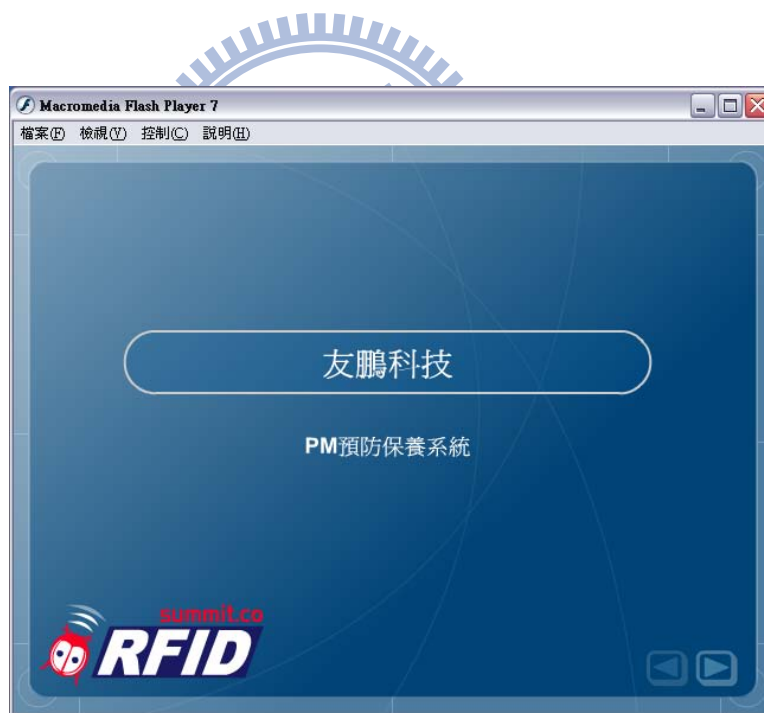 Macromedia Flash Player 7
檔案(F) 檢視(V) 控制(C) 說明(H)
友鵬科技
PM預防保養系統
summit.co
RFID